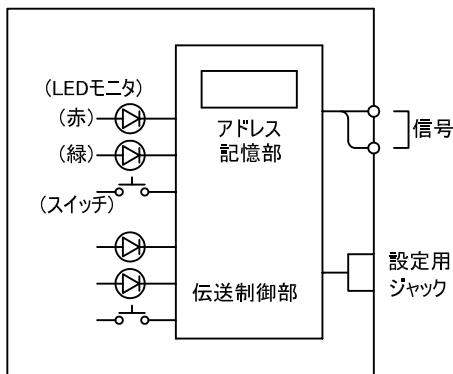 (LEDモニタ)
(赤)
(緑)
(スイッチ)
アドレス
記憶部
伝送制御部
信号
設定用
ジャック